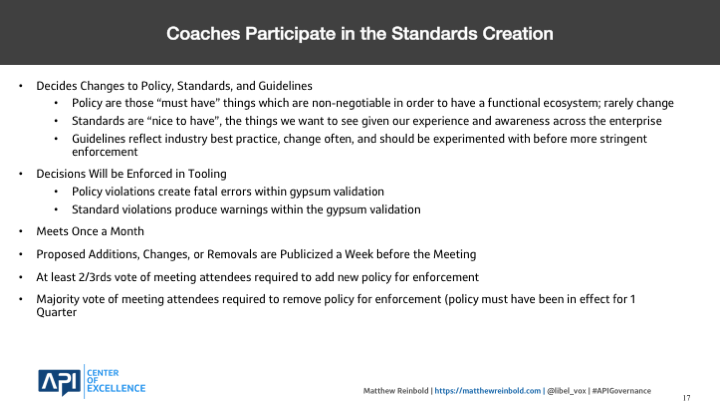 Coaches Participate in the Standards Creation
• Decides Changes to Policy, Standards, and Guidelines
• Policy are those “must have” things which are non-negotiable in order to have a functional ecosystem; rarely change
• Standards are “nice to have”, the things we want to see given our experience and awareness across the enterprise
• Guidelines reflect industry best practice, change often, and should be experimented with before more stringent
enforcement
• Decisions Will be Enforced in Tooling
• Policy violations create fatal errors within gypsum validation
• Standard violations produce warnings within the gypsum validation
• Meets Once a Month
• Proposed Additions, Changes, or Removals are Publicized a Week before the Meeting
• At least 2/3rds vote of meeting attendees required to add new policy for enforcement
• Majority vote of meeting attendees required to remove policy for enforcement (policy must have been in effect for 1
Quarter
API
CENTER
OF
EXCELLENCE
Matthew Reinbold | https://matthewreinbold.com | @libel_vox | #APIGovernance
17